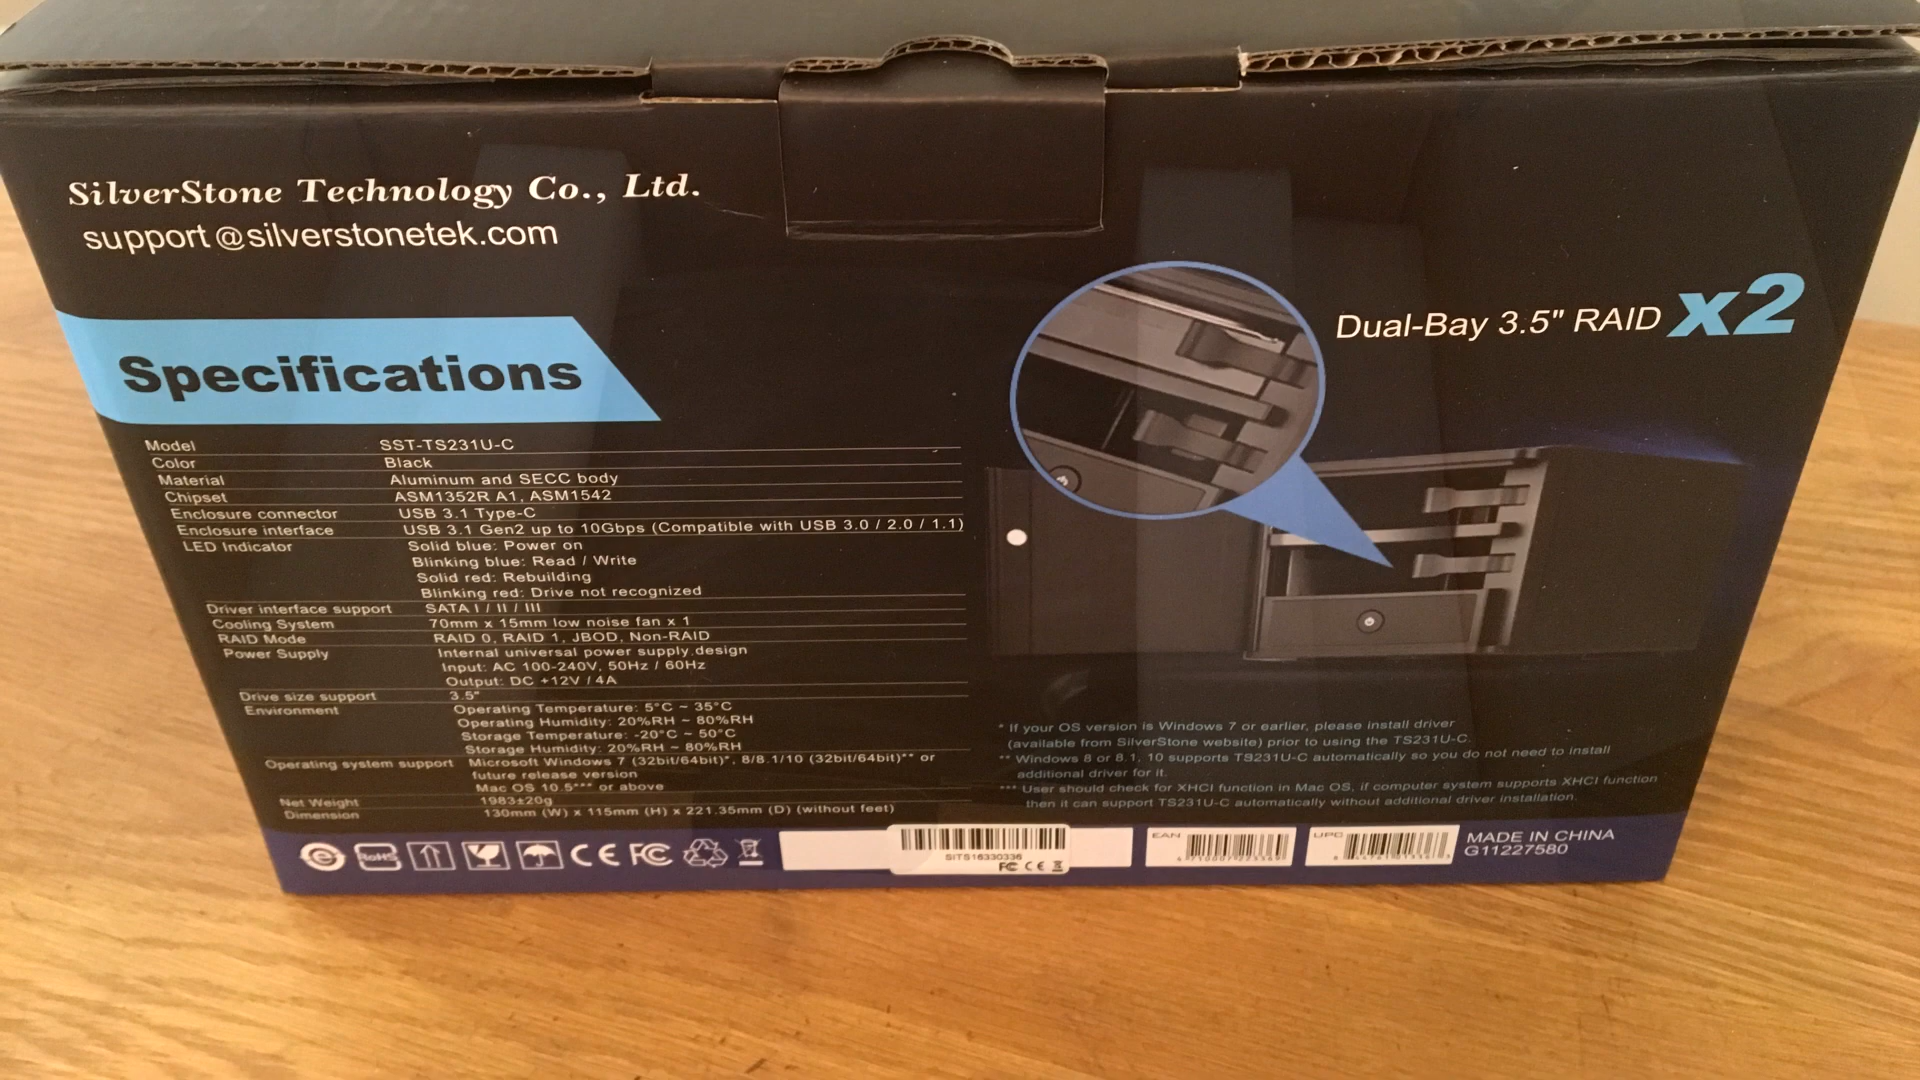 SilverStone Technology Co., Ltd.
support@silverstonetek.com
Dual-Bay 3.5" RAID x2
Specifications
Model SST-TS231U-C
Color Black
Material Aluminum and SECC body
Chipset ASM1352R A1, ASM1542
Enclosure connector USB 3.1 Type-C
Enclosure interface USB 3.1 Gen2 up to 10Gbps (Compatible with USB 3.0 / 2.0 / 1.1)
LED Indicator Solid blue: Power on
Blinking blue: Read / Write
Solid red: Rebuilding
Blinking red: Drive not recognized
Driver interface support SATA I / II / III
Cooling System 70mm x 15mm low noise fan x 1
RAID Mode RAID 0, RAID 1, JBOD, Non-RAID
Power Supply Internal universal power supply design
Input: AC 100-240V, 50Hz / 60Hz
Output: DC +12V / 4A
Drive size support 3.5"
Environment Operating Temperature: 5°C ~ 35°C
Operating Humidity: 20%RH ~ 80%RH
Storage Temperature: -20°C ~ 50°C
Storage Humidity: 20%RH ~ 80%RH
Operating system support Microsoft Windows 7 (32bit/64bit)*, 8/8.1/10 (32bit/64bit)** or
future release version
Mac OS 10.5*** or above
Net Weight 1983±20g
Dimension 130mm (W) x 115mm (H) x 221.35mm (D) (without feet)
* If your OS version is Windows 7 or earlier, please install driver
(available from SilverStone website) prior to using the TS231U-C.
** Windows 8 or 8.1, 10 supports TS231U-C automatically so you do not need to install
additional driver for it.
*** User should check for XHCI function in Mac OS, if computer system supports XHCI function
then it can support TS231U-C automatically without additional driver installation.
RoHS CE FC
SITS16330336
FC CE
EAN
UPC
MADE IN CHINA
G11227580